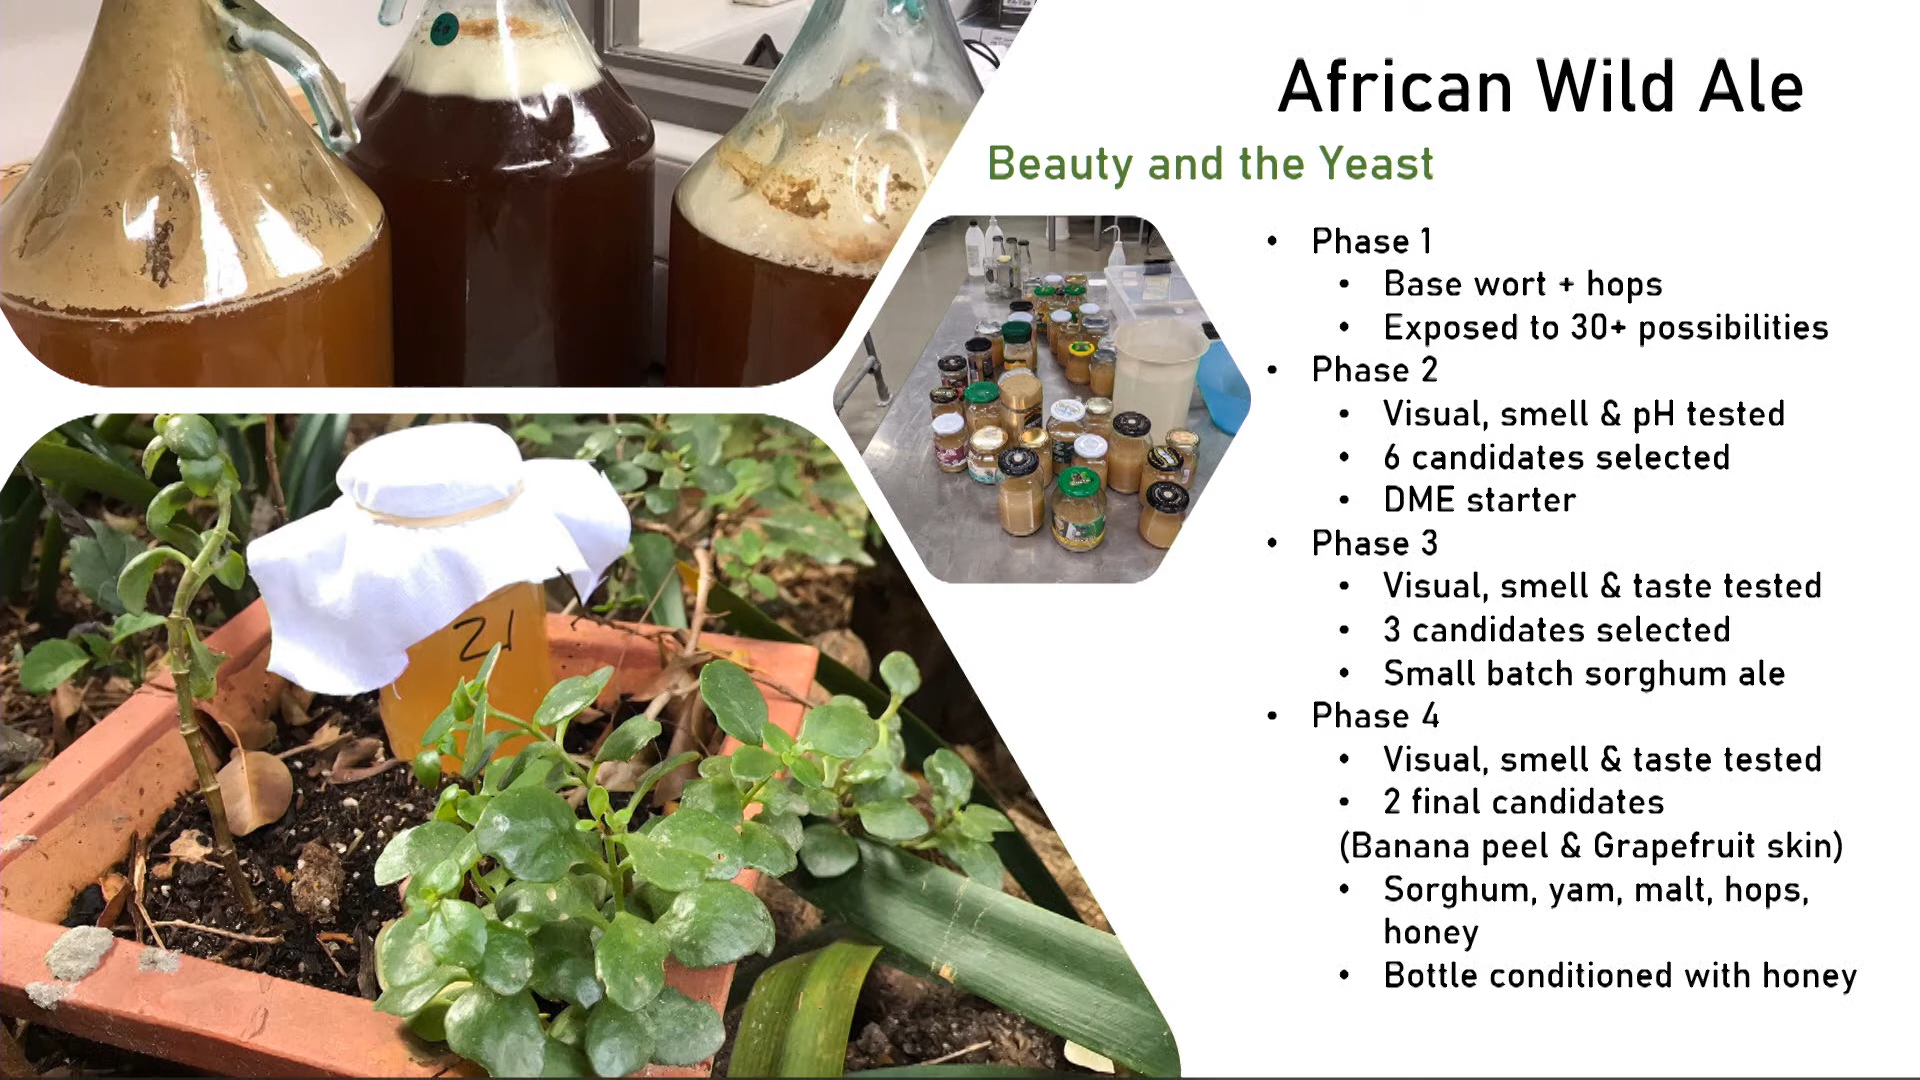 African Wild Ale
Beauty and the Yeast
• Phase 1
• Base wort + hops
• Exposed to 30+ possibilities
• Phase 2
• Visual, smell & pH tested
• 6 candidates selected
• DME starter
• Phase 3
• Visual, smell & taste tested
• 3 candidates selected
• Small batch sorghum ale
• Phase 4
• Visual, smell & taste tested
• 2 final candidates
(Banana peel & Grapefruit skin)
• Sorghum, yam, malt, hops,
honey
• Bottle conditioned with honey
21